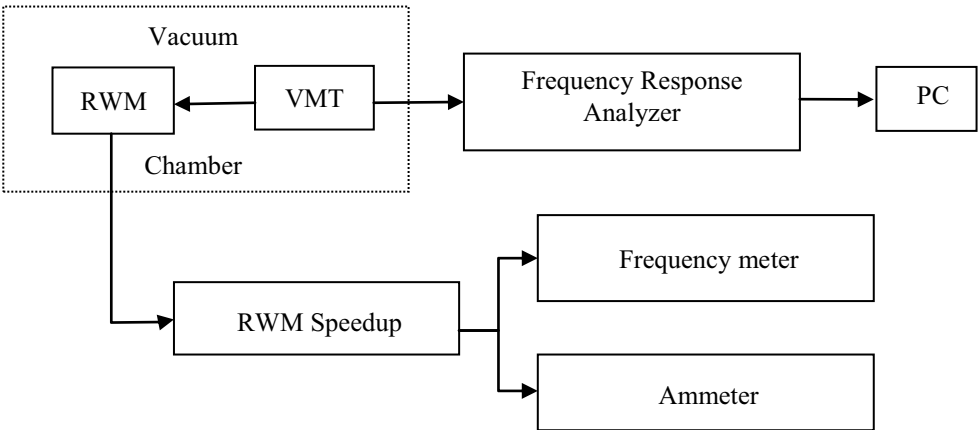 Vacuum
RWM
VMT
Frequency Response
Analyzer
PC
Chamber
Frequency meter
RWM Speedup
Ammeter